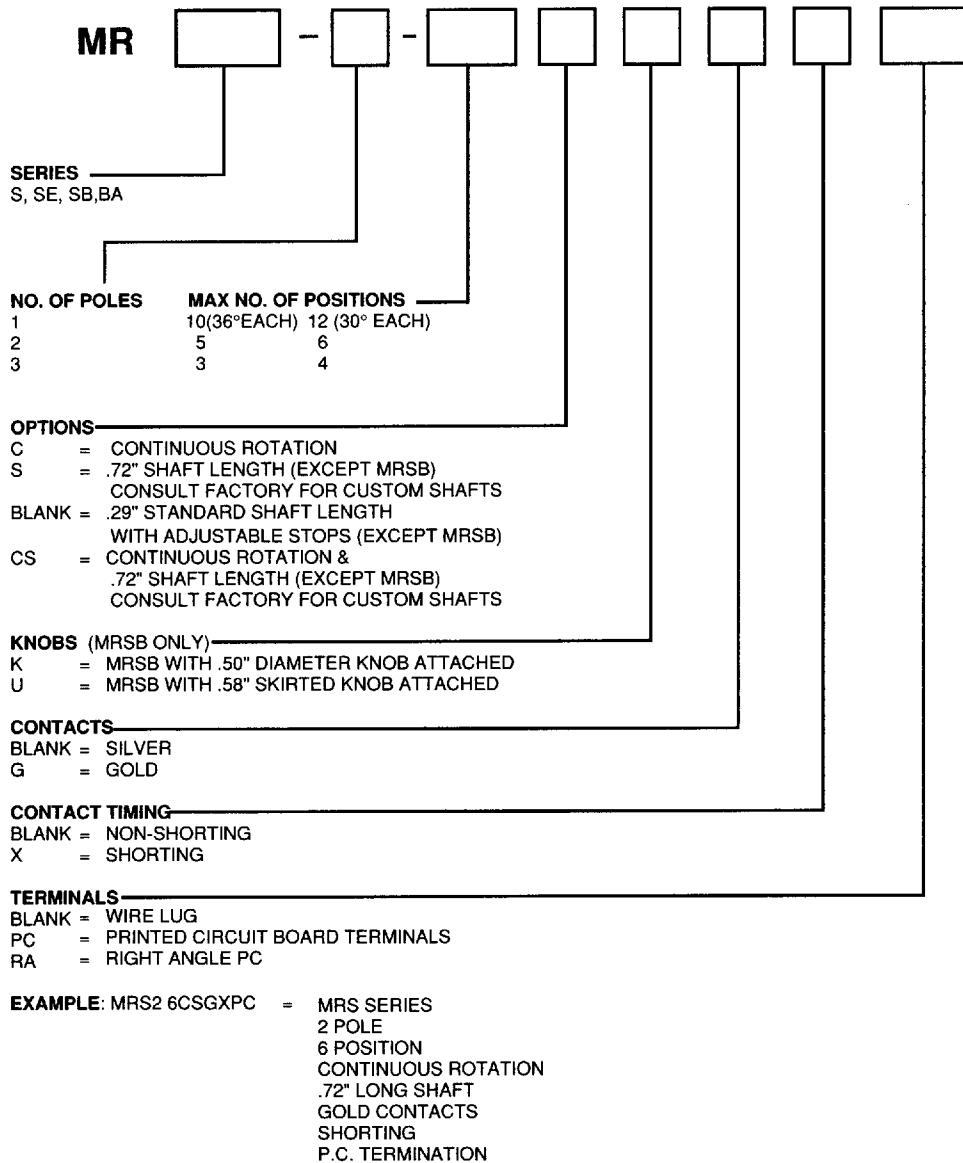 MR - -
SERIES
S, SE, SB,BA
NO. OF POLES MAX NO. OF POSITIONS
1 10(36°EACH) 12 (30° EACH)
2 5 6
3 3 4
OPTIONS
C = CONTINUOUS ROTATION
S = .72" SHAFT LENGTH (EXCEPT MRSB)
CONSULT FACTORY FOR CUSTOM SHAFTS
BLANK = .29" STANDARD SHAFT LENGTH
WITH ADJUSTABLE STOPS (EXCEPT MRSB)
CS = CONTINUOUS ROTATION &
.72" SHAFT LENGTH (EXCEPT MRSB)
CONSULT FACTORY FOR CUSTOM SHAFTS
KNOBS (MRSB ONLY)
K = MRSB WITH .50" DIAMETER KNOB ATTACHED
U = MRSB WITH .58" SKIRTED KNOB ATTACHED
CONTACTS
BLANK = SILVER
G = GOLD
CONTACT TIMING
BLANK = NON-SHORTING
X = SHORTING
TERMINALS
BLANK = WIRE LUG
PC = PRINTED CIRCUIT BOARD TERMINALS
RA = RIGHT ANGLE PC
EXAMPLE: MRS2 6CSGXPC = MRS SERIES
2 POLE
6 POSITION
CONTINUOUS ROTATION
.72" LONG SHAFT
GOLD CONTACTS
SHORTING
P.C. TERMINATION